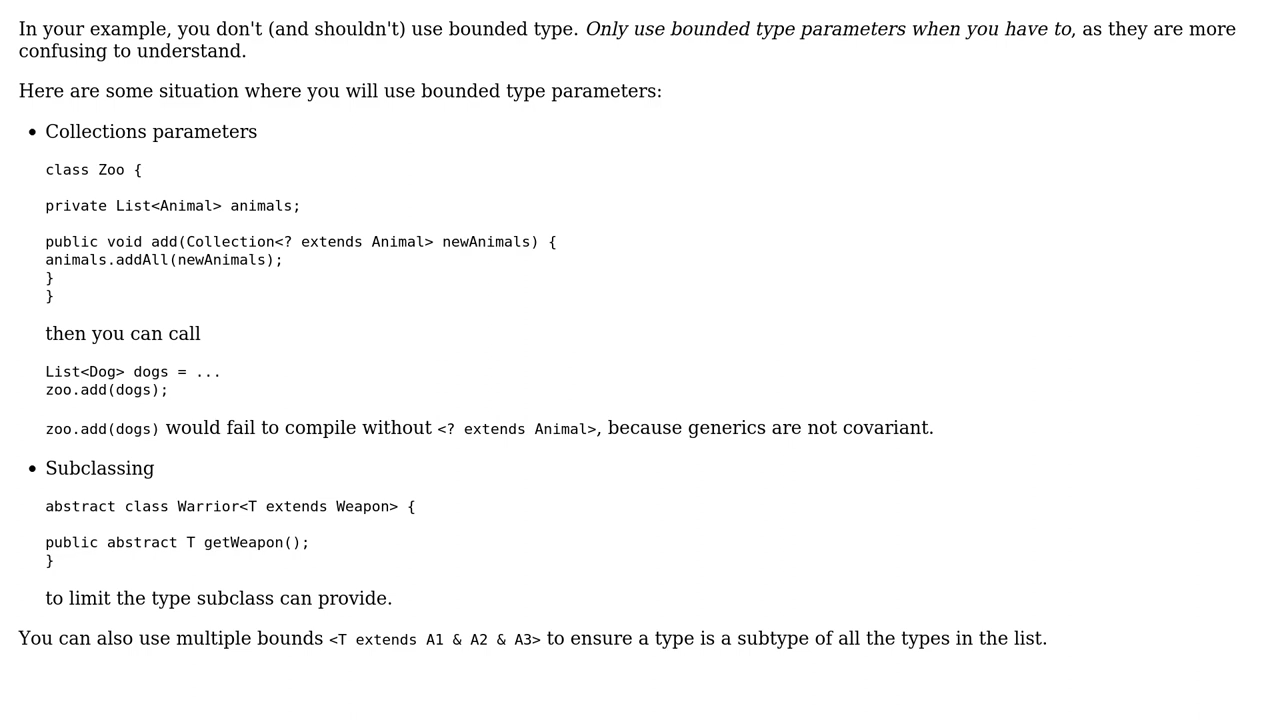 In your example, you don't (and shouldn't) use bounded type. Only use bounded type parameters when you have to, as they are more
confusing to understand.
Here are some situation where you will use bounded type parameters:
• Collections parameters
class Zoo {
private List<Animal> animals;
public void add(Collection<? extends Animal> newAnimals) {
animals.addAll(newAnimals);
}
}
then you can call
List<Dog> dogs = ...
zoo.add(dogs);
zoo.add(dogs) would fail to compile without <? extends Animal>, because generics are not covariant.
• Subclassing
abstract class Warrior<T extends Weapon> {
public abstract T getWeapon();
}
to limit the type subclass can provide.
You can also use multiple bounds <T extends A1 & A2 & A3> to ensure a type is a subtype of all the types in the list.